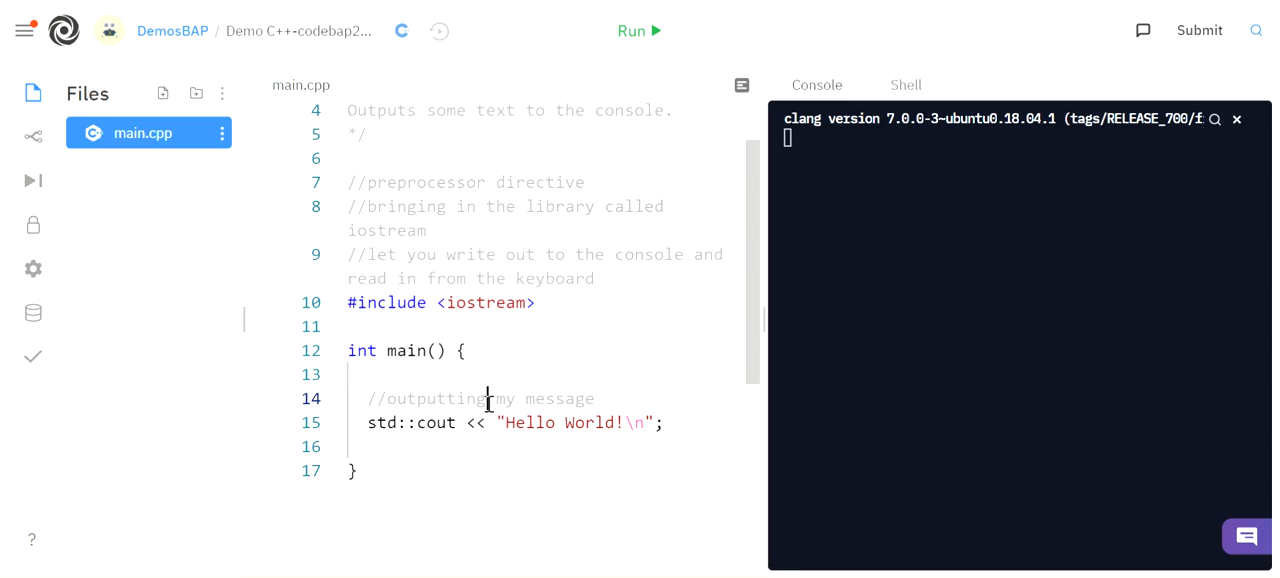 DemosBAP / Demo C++-codebap2...
Run
Submit
Files
main.cpp
main.cpp
4 Outputs some text to the console.
5 */
6
7 //preprocessor directive
8 //bringing in the library called
iostream
9 //let you write out to the console and
read in from the keyboard
10 #include <iostream>
11
12 int main() {
13
14 //outputting my message
15 std::cout << "Hello World!\n";
16
17 }
Console
Shell
clang version 7.0.0-3~ubuntu0.18.04.1 (tags/RELEASE_700/f
?